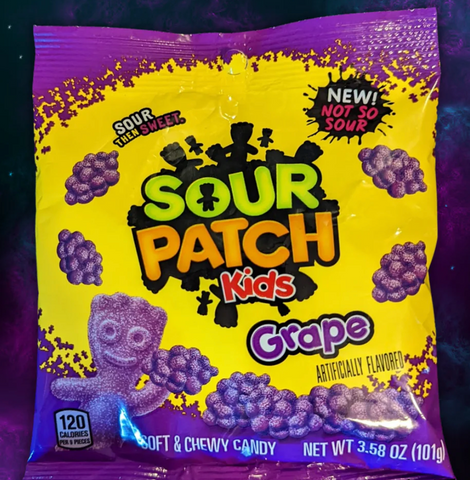 SOUR
THEN SWEET.
NEW!
NOT SO
SOUR
SOUR
PATCH
Kids
Grape
ARTIFICIALLY FLAVORED
120
CALORIES
PER 8 PIECES
SOFT & CHEWY CANDY NET WT 3.58 OZ (101g)